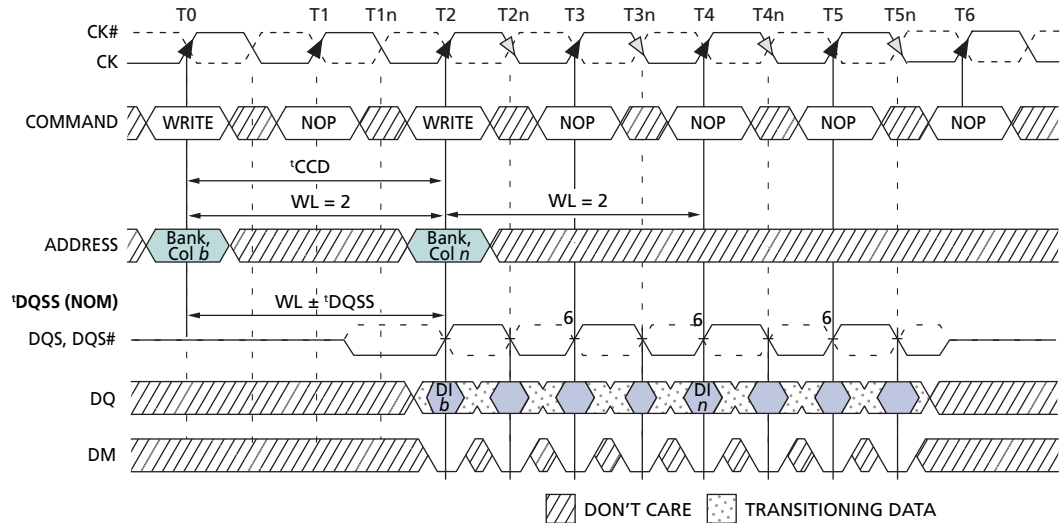 T0 T1 T1n T2 T2n T3 T3n T4 T4n T5 T5n T6
CK#
CK
COMMAND WRITE NOP WRITE NOP NOP NOP NOP
tCCD
WL = 2 WL = 2
ADDRESS Bank, Col b Bank, Col n
tDQSS (NOM) WL ± tDQSS
6 6 6
DQS, DQS#
DQ DI b DI n
DM
DON'T CARE TRANSITIONING DATA